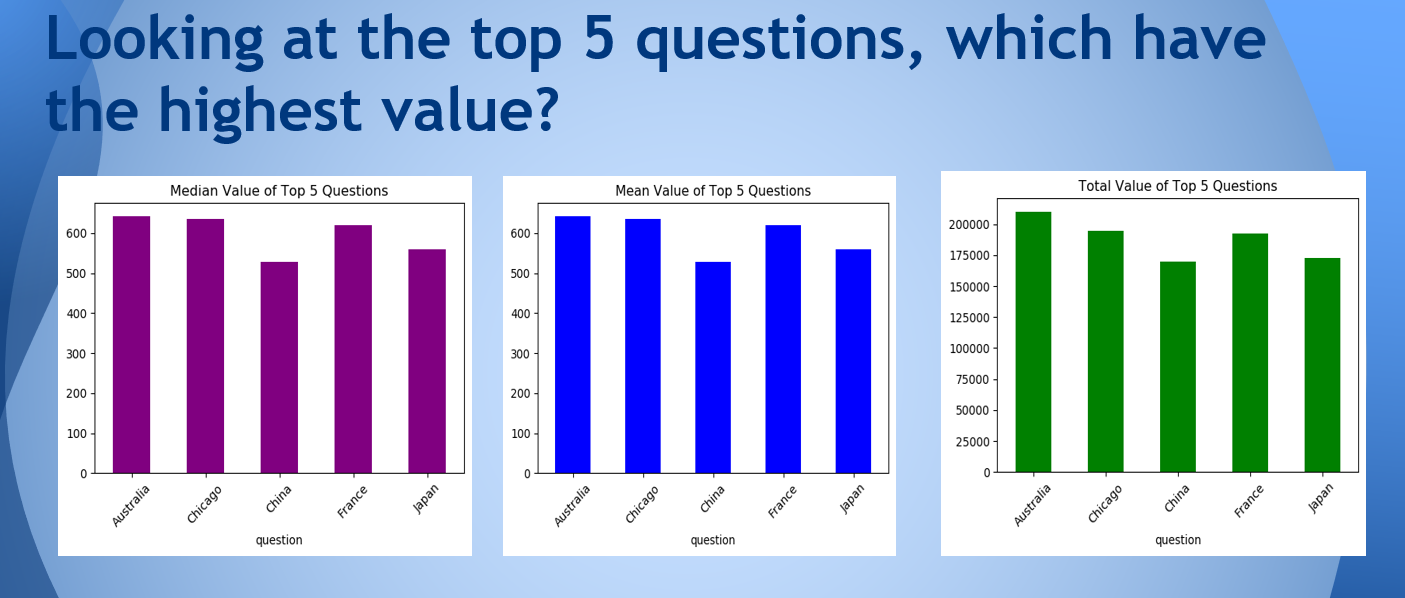 Looking at the top 5 questions, which have
the highest value?
Median Value of Top 5 Questions
600
500
400
300
200
100
0
Australia
Chicago
China
France
Japan
question
Mean Value of Top 5 Questions
600
500
400
300
200
100
0
Australia
Chicago
China
France
Japan
question
Total Value of Top 5 Questions
200000
175000
150000
125000
100000
75000
50000
25000
0
Australia
Chicago
China
France
Japan
question